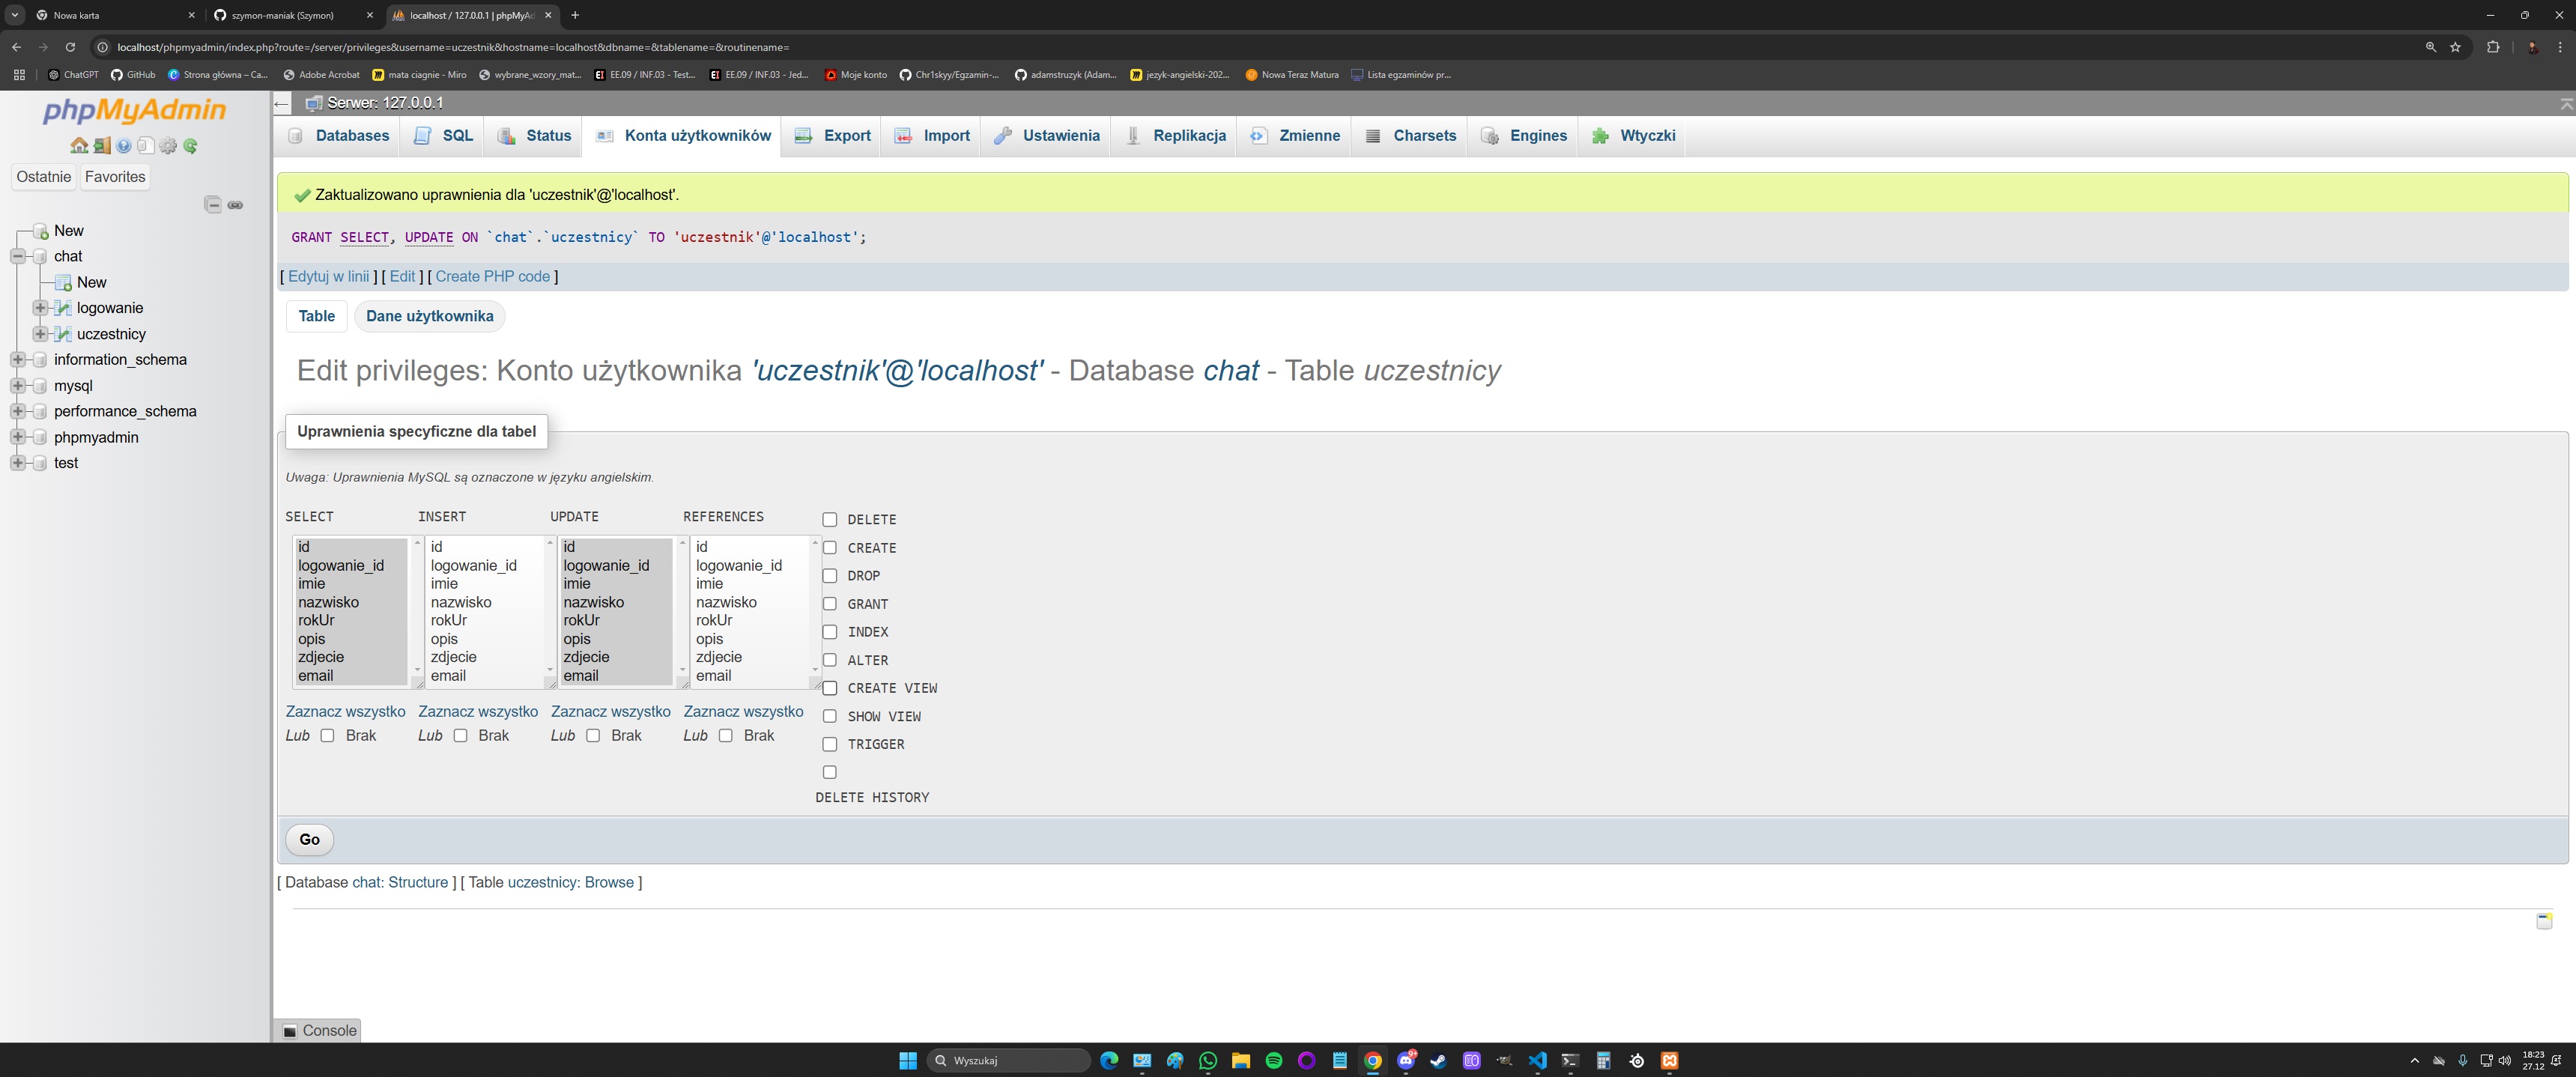 Nowa karta
szymon-maniak (Szymon)
localhost / 127.0.0.1 | phpMyAd
localhost/phpmyadmin/index.php?route=/server/privileges&username=uczestnik&hostname=localhost&dbname=&tablename=&routinename=
ChatGPT
GitHub
Strona główna – Ca...
Adobe Acrobat
mata ciagnie - Miro
wybrane_wzory_mat...
EE.09 / INF.03 - Test...
EE.09 / INF.03 - Jed...
Moje konto
Chr1skyy/Egzamin-...
adamstruzyk (Adam...
jezyk-angielski-202...
Nowa Teraz Matura
Lista egzaminów pr...
phpMyAdmin
Ostatnie
Favorites
New
chat
New
logowanie
uczestnicy
information_schema
mysql
performance_schema
phpmyadmin
test
Serwer: 127.0.0.1
Databases
SQL
Status
Konta użytkowników
Export
Import
Ustawienia
Replikacja
Zmienne
Charsets
Engines
Wtyczki
Zaktualizowano uprawnienia dla 'uczestnik'@'localhost'.
GRANT SELECT, UPDATE ON `chat`.`uczestnicy` TO 'uczestnik'@'localhost';
[ Edytuj w linii ] [ Edit ] [ Create PHP code ]
Table
Dane użytkownika
Edit privileges: Konto użytkownika 'uczestnik'@'localhost' - Database chat - Table uczestnicy
Uprawnienia specyficzne dla tabel
Uwaga: Uprawnienia MySQL są oznaczone w języku angielskim.
SELECT
id
logowanie_id
imie
nazwisko
rokUr
opis
zdjecie
email
Zaznacz wszystko
Lub Brak
INSERT
id
logowanie_id
imie
nazwisko
rokUr
opis
zdjecie
email
Zaznacz wszystko
Lub Brak
UPDATE
id
logowanie_id
imie
nazwisko
rokUr
opis
zdjecie
email
Zaznacz wszystko
Lub Brak
REFERENCES
id
logowanie_id
imie
nazwisko
rokUr
opis
zdjecie
email
Zaznacz wszystko
Lub Brak
DELETE
CREATE
DROP
GRANT
INDEX
ALTER
CREATE VIEW
SHOW VIEW
TRIGGER
DELETE HISTORY
Go
[ Database chat: Structure ] [ Table uczestnicy: Browse ]
Console
Wyszukaj
18:23
27.12